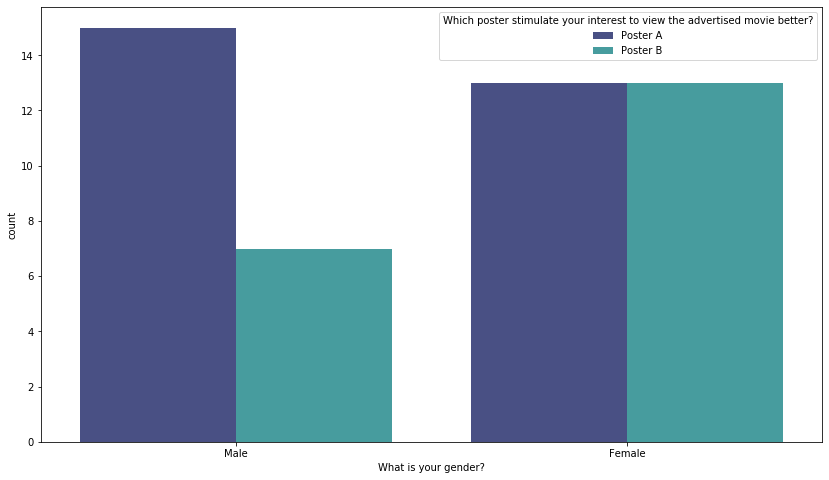 Which poster stimulate your interest to view the advertised movie better?
Poster A
Poster B
14
12
10
8
6
4
2
0
count
Male
Female
What is your gender?